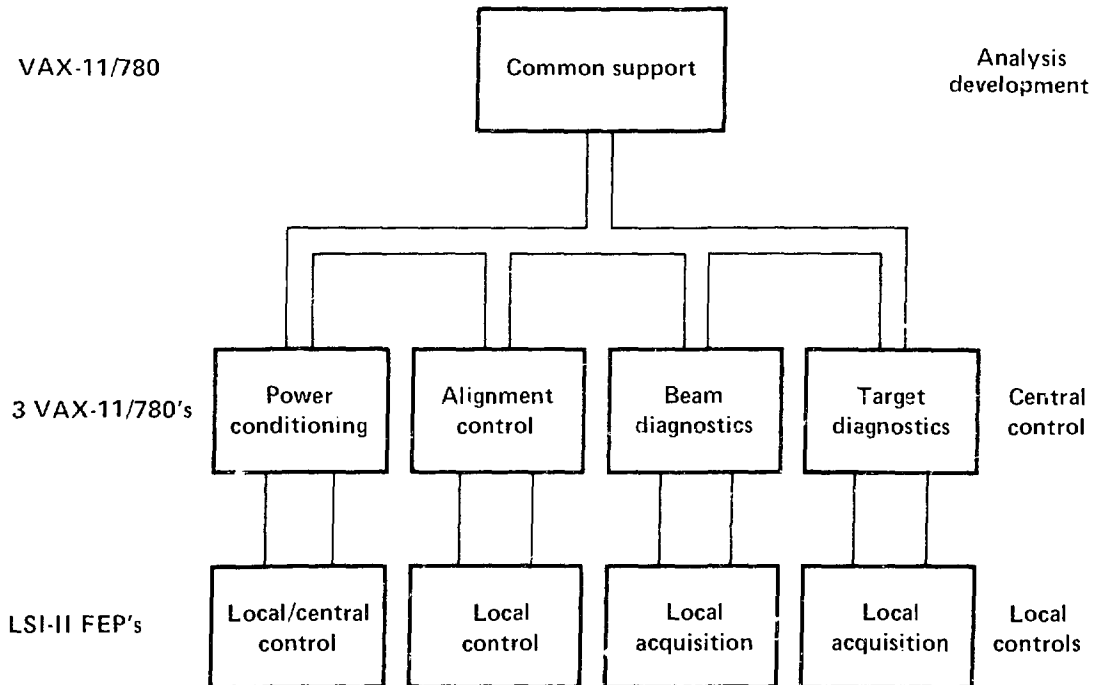 VAX-11/780
Common support
Analysis
development
3 VAX-11/780's
Power
conditioning
Alignment
control
Beam
diagnostics
Target
diagnostics
Central
control
LSI-II FEP's
Local/central
control
Local
control
Local
acquisition
Local
acquisition
Local
controls